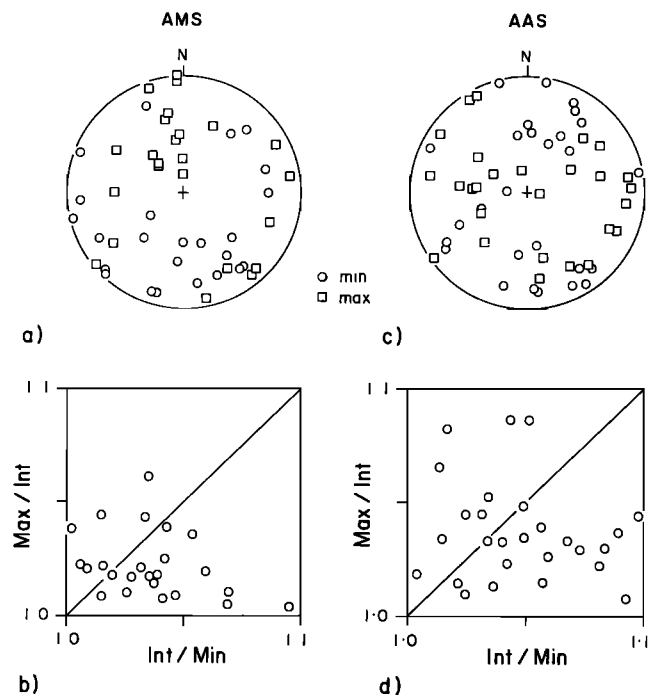 AMS
AAS
N
N
○ min
□ max
a)
c)
1.1
Max / Int
1.0
1.0
1.1
Int / Min
b)
1.1
Max / Int
1.0
1.0
1.1
Int / Min
d)